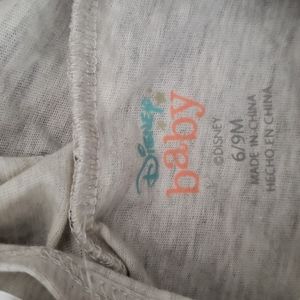 DISNEY
baby
©DISNEY
6/9M
MADE IN CHINA
HECHO EN CHINA